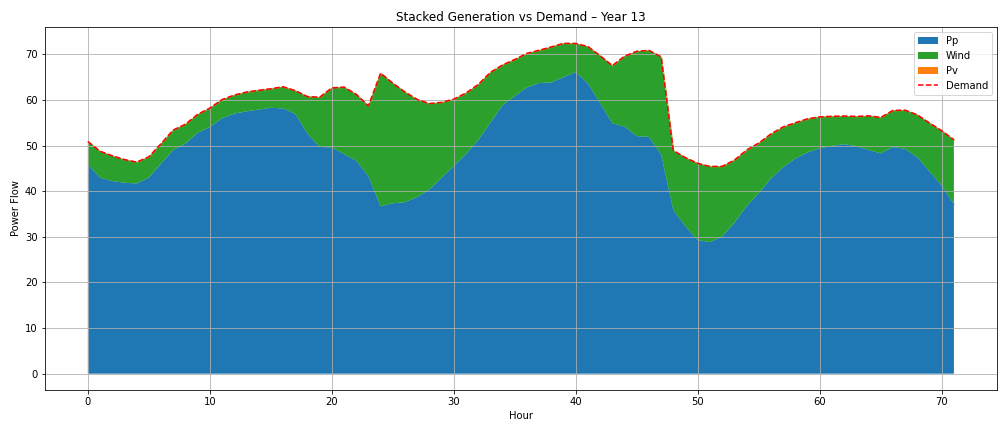 Stacked Generation vs Demand – Year 13
Pp
Wind
Pv
Demand
Power Flow
70
60
50
40
30
20
10
0
0 10 20 30 40 50 60 70
Hour